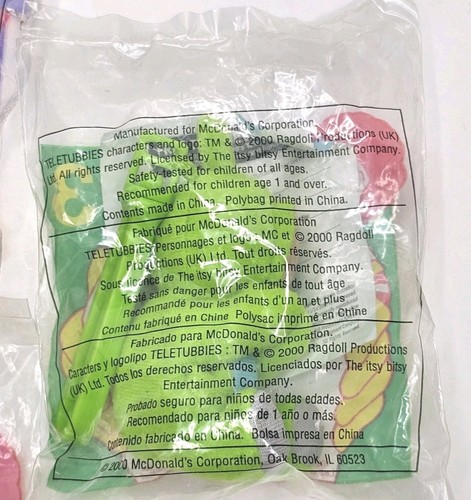 Manufactured for McDonald's Corporation.
TELETUBBIES characters and logo: TM & © 2000 Ragdoll Productions (UK)
Ltd. All rights reserved. Licensed by The itsy bitsy Entertainment Company.
Safety-tested for children of all ages.
Recommended for children age 1 and over.
Contents made in China. Polybag printed in China.
Fabriqué pour McDonald's Corporation
TELETUBBIES Personnages et logo : MC et © 2000 Ragdoll
Productions (UK) Ltd. Tout droits réservés.
Sous licence de The itsy bitsy Entertainment Company.
Testé sans danger pour les enfants de tout âge
Recommandé pour les enfants d'un an et plus.
Contenu fabriqué en Chine Polysac imprimé en Chine
Fabricado para McDonald's Corporation.
Caracters y logotipo TELETUBBIES : TM & © 2000 Ragdoll Productions
(UK) Ltd. Todos los derechos reservados. Licenciados por The itsy bitsy
Entertainment Company.
Probado seguro para niños de todas edades.
Recomendado para niños de 1 año o más.
Contenido fabricado en China. Bolsa impresa en China
© 2000 McDonald's Corporation, Oak Brook, IL 60523